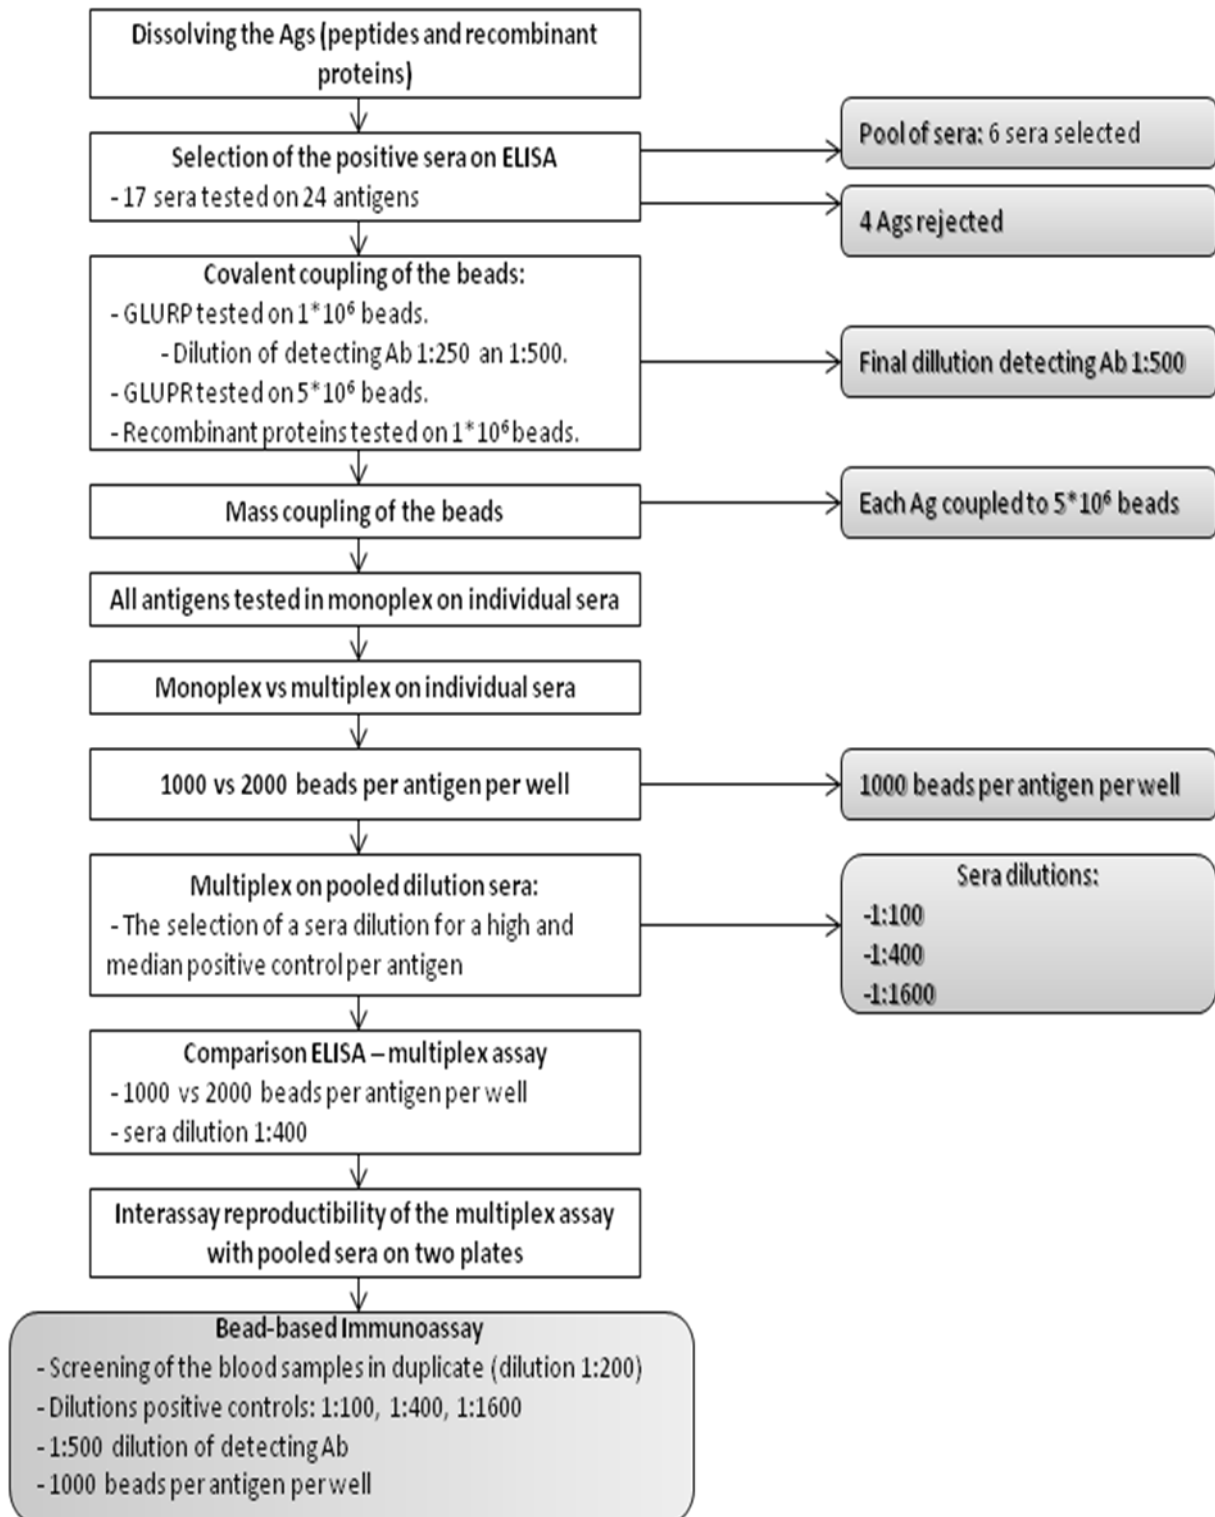 Dissolving the Ags (peptides and recombinant
proteins)
Selection of the positive sera on ELISA
- 17 sera tested on 24 antigens
Pool of sera: 6 sera selected
4 Ags rejected
Covalent coupling of the beads:
- GLURP tested on 1*10⁶ beads.
- Dilution of detecting Ab 1:250 an 1:500.
- GLUPR tested on 5*10⁶ beads.
- Recombinant proteins tested on 1*10⁶ beads.
Final dillution detecting Ab 1:500
Mass coupling of the beads
Each Ag coupled to 5*10⁶ beads
All antigens tested in monoplex on individual sera
Monoplex vs multiplex on individual sera
1000 vs 2000 beads per antigen per well
1000 beads per antigen per well
Multiplex on pooled dilution sera:
- The selection of a sera dilution for a high and
median positive control per antigen
Sera dilutions:
-1:100
-1:400
-1:1600
Comparison ELISA – multiplex assay
- 1000 vs 2000 beads per antigen per well
- sera dilution 1:400
Interassay reproductibility of the multiplex assay
with pooled sera on two plates
Bead-based Immunoassay
- Screening of the blood samples in duplicate (dilution 1:200)
- Dilutions positive controls: 1:100, 1:400, 1:1600
- 1:500 dilution of detecting Ab
- 1000 beads per antigen per well